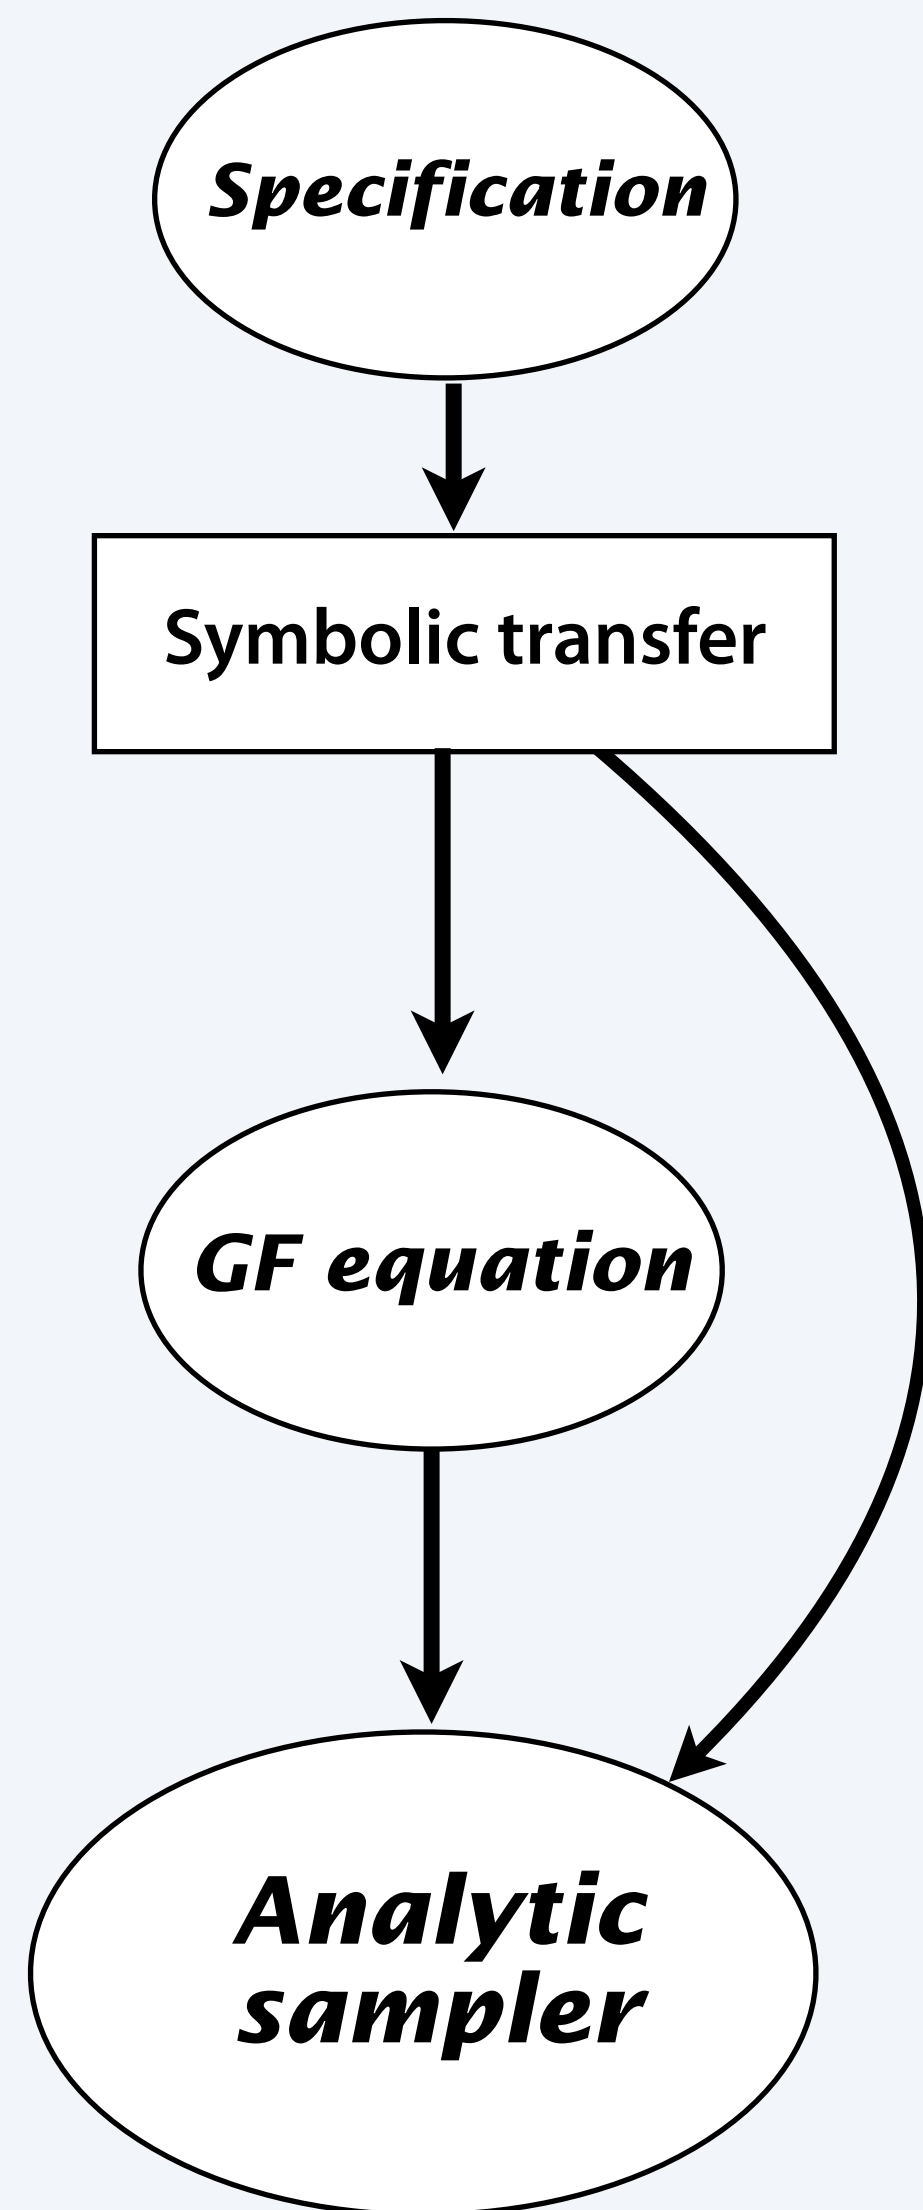 Specification
Symbolic transfer
GF equation
Analytic
sampler